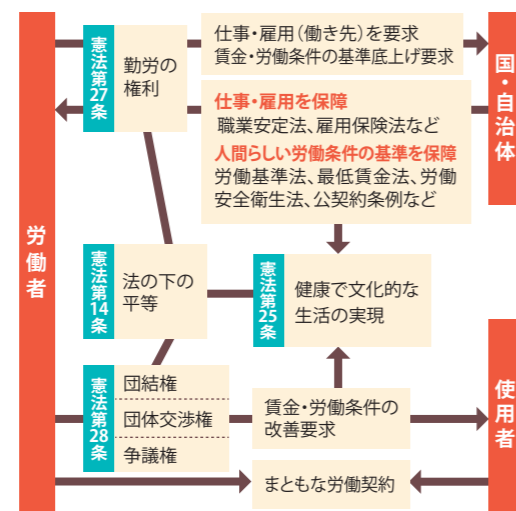 労働者
憲法第27条
勤労の
権利
仕事・雇用(働き先)を要求
賃金・労働条件の基準底上げ要求
仕事・雇用を保障
職業安定法、雇用保険法など
人間らしい労働条件の基準を保障
労働基準法、最低賃金法、労働
安全衛生法、公契約条例など
国・自治体
憲法第14条
法の下の
平等
憲法第25条
健康で文化的な
生活の実現
憲法第28条
団結権
団体交渉権
争議権
賃金・労働条件の
改善要求
まともな労働契約
使用者